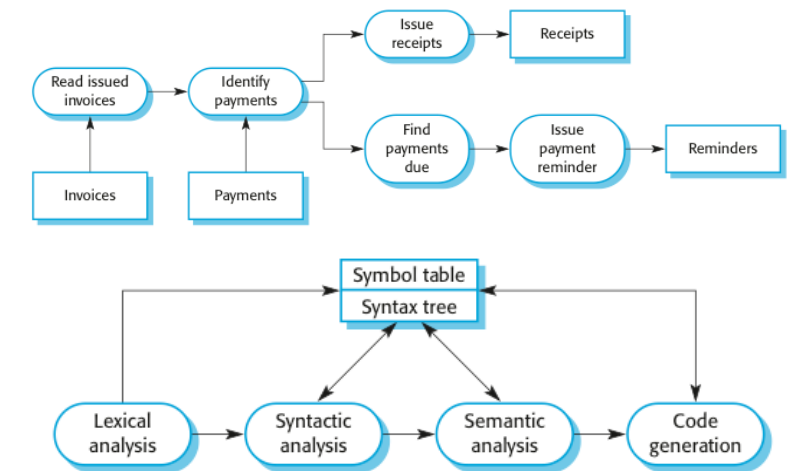 Issue
receipts
Receipts
Read issued
invoices
Identify
payments
Find
payments
due
Issue
payment
reminder
Reminders
Invoices
Payments
Symbol table
Syntax tree
Lexical
analysis
Syntactic
analysis
Semantic
analysis
Code
generation